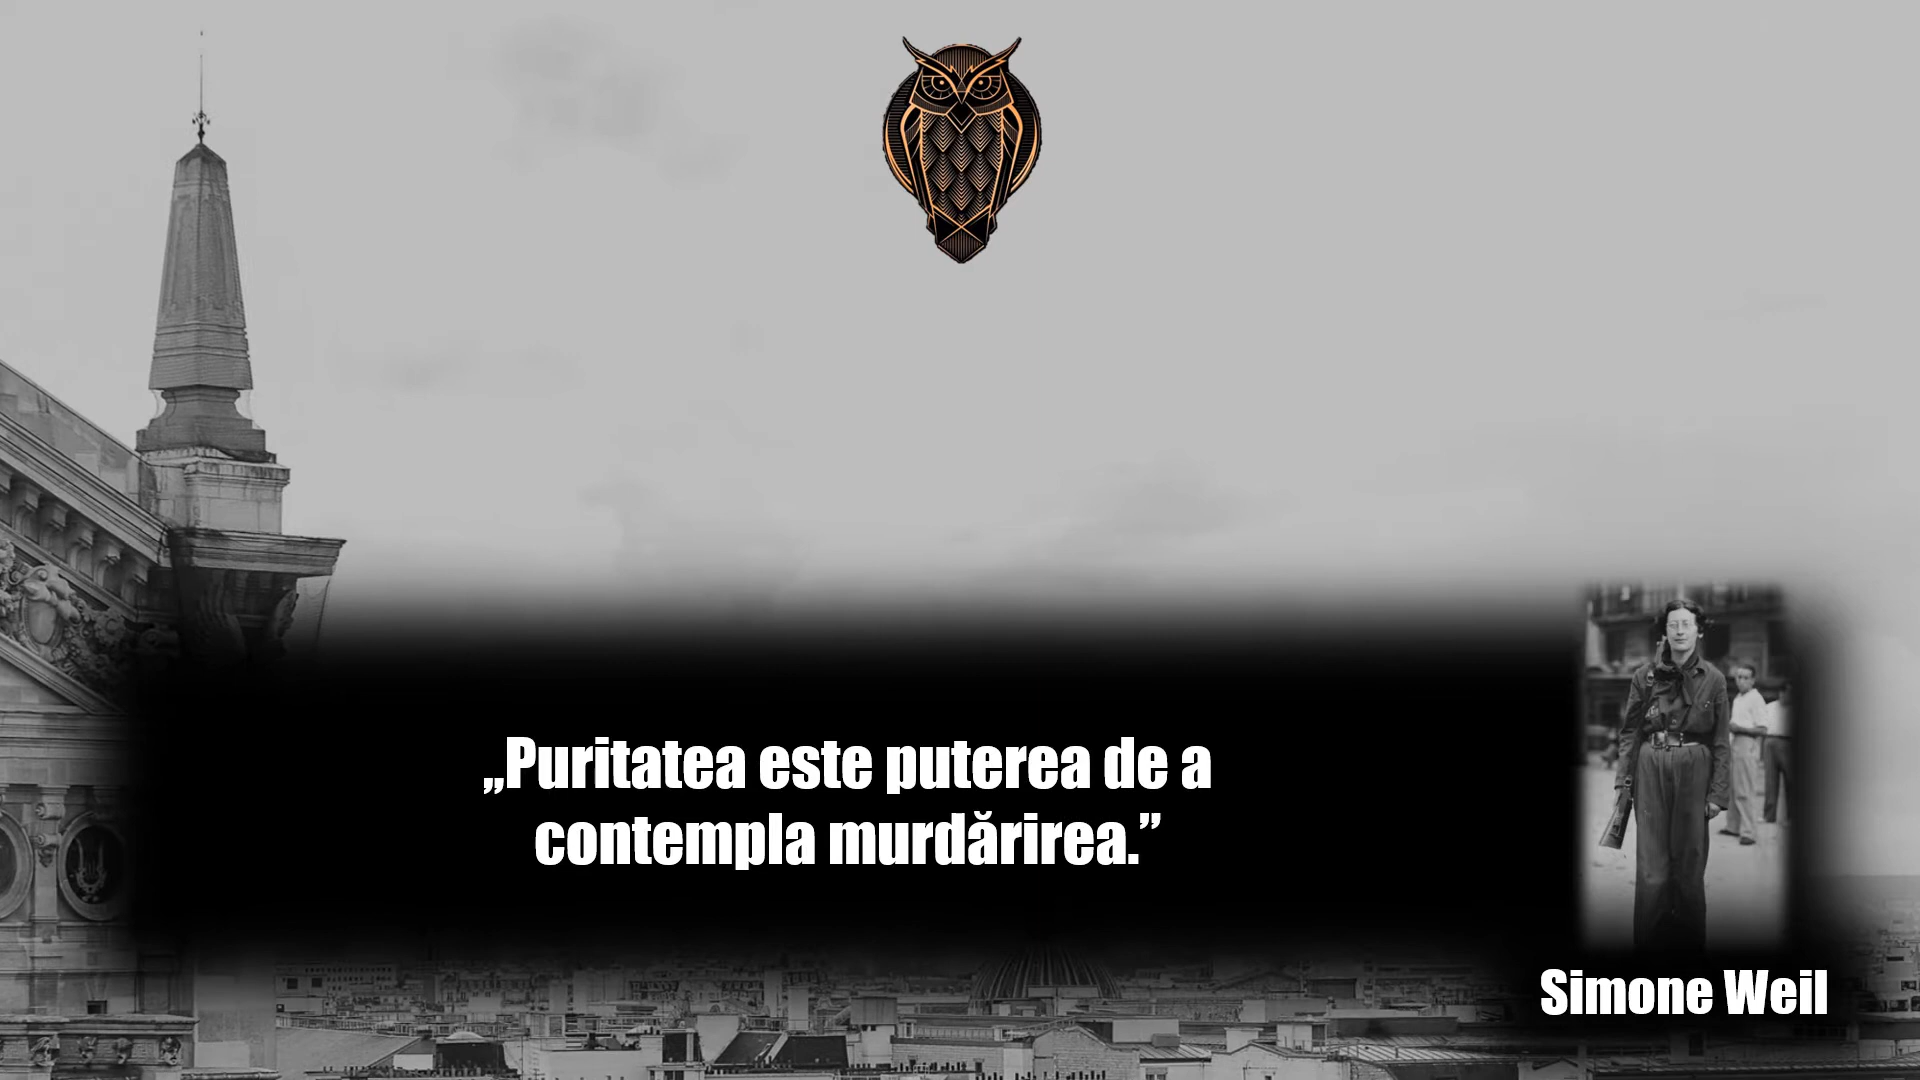 „Puritatea este puterea de a
contempla murdărirea.”
Simone Weil